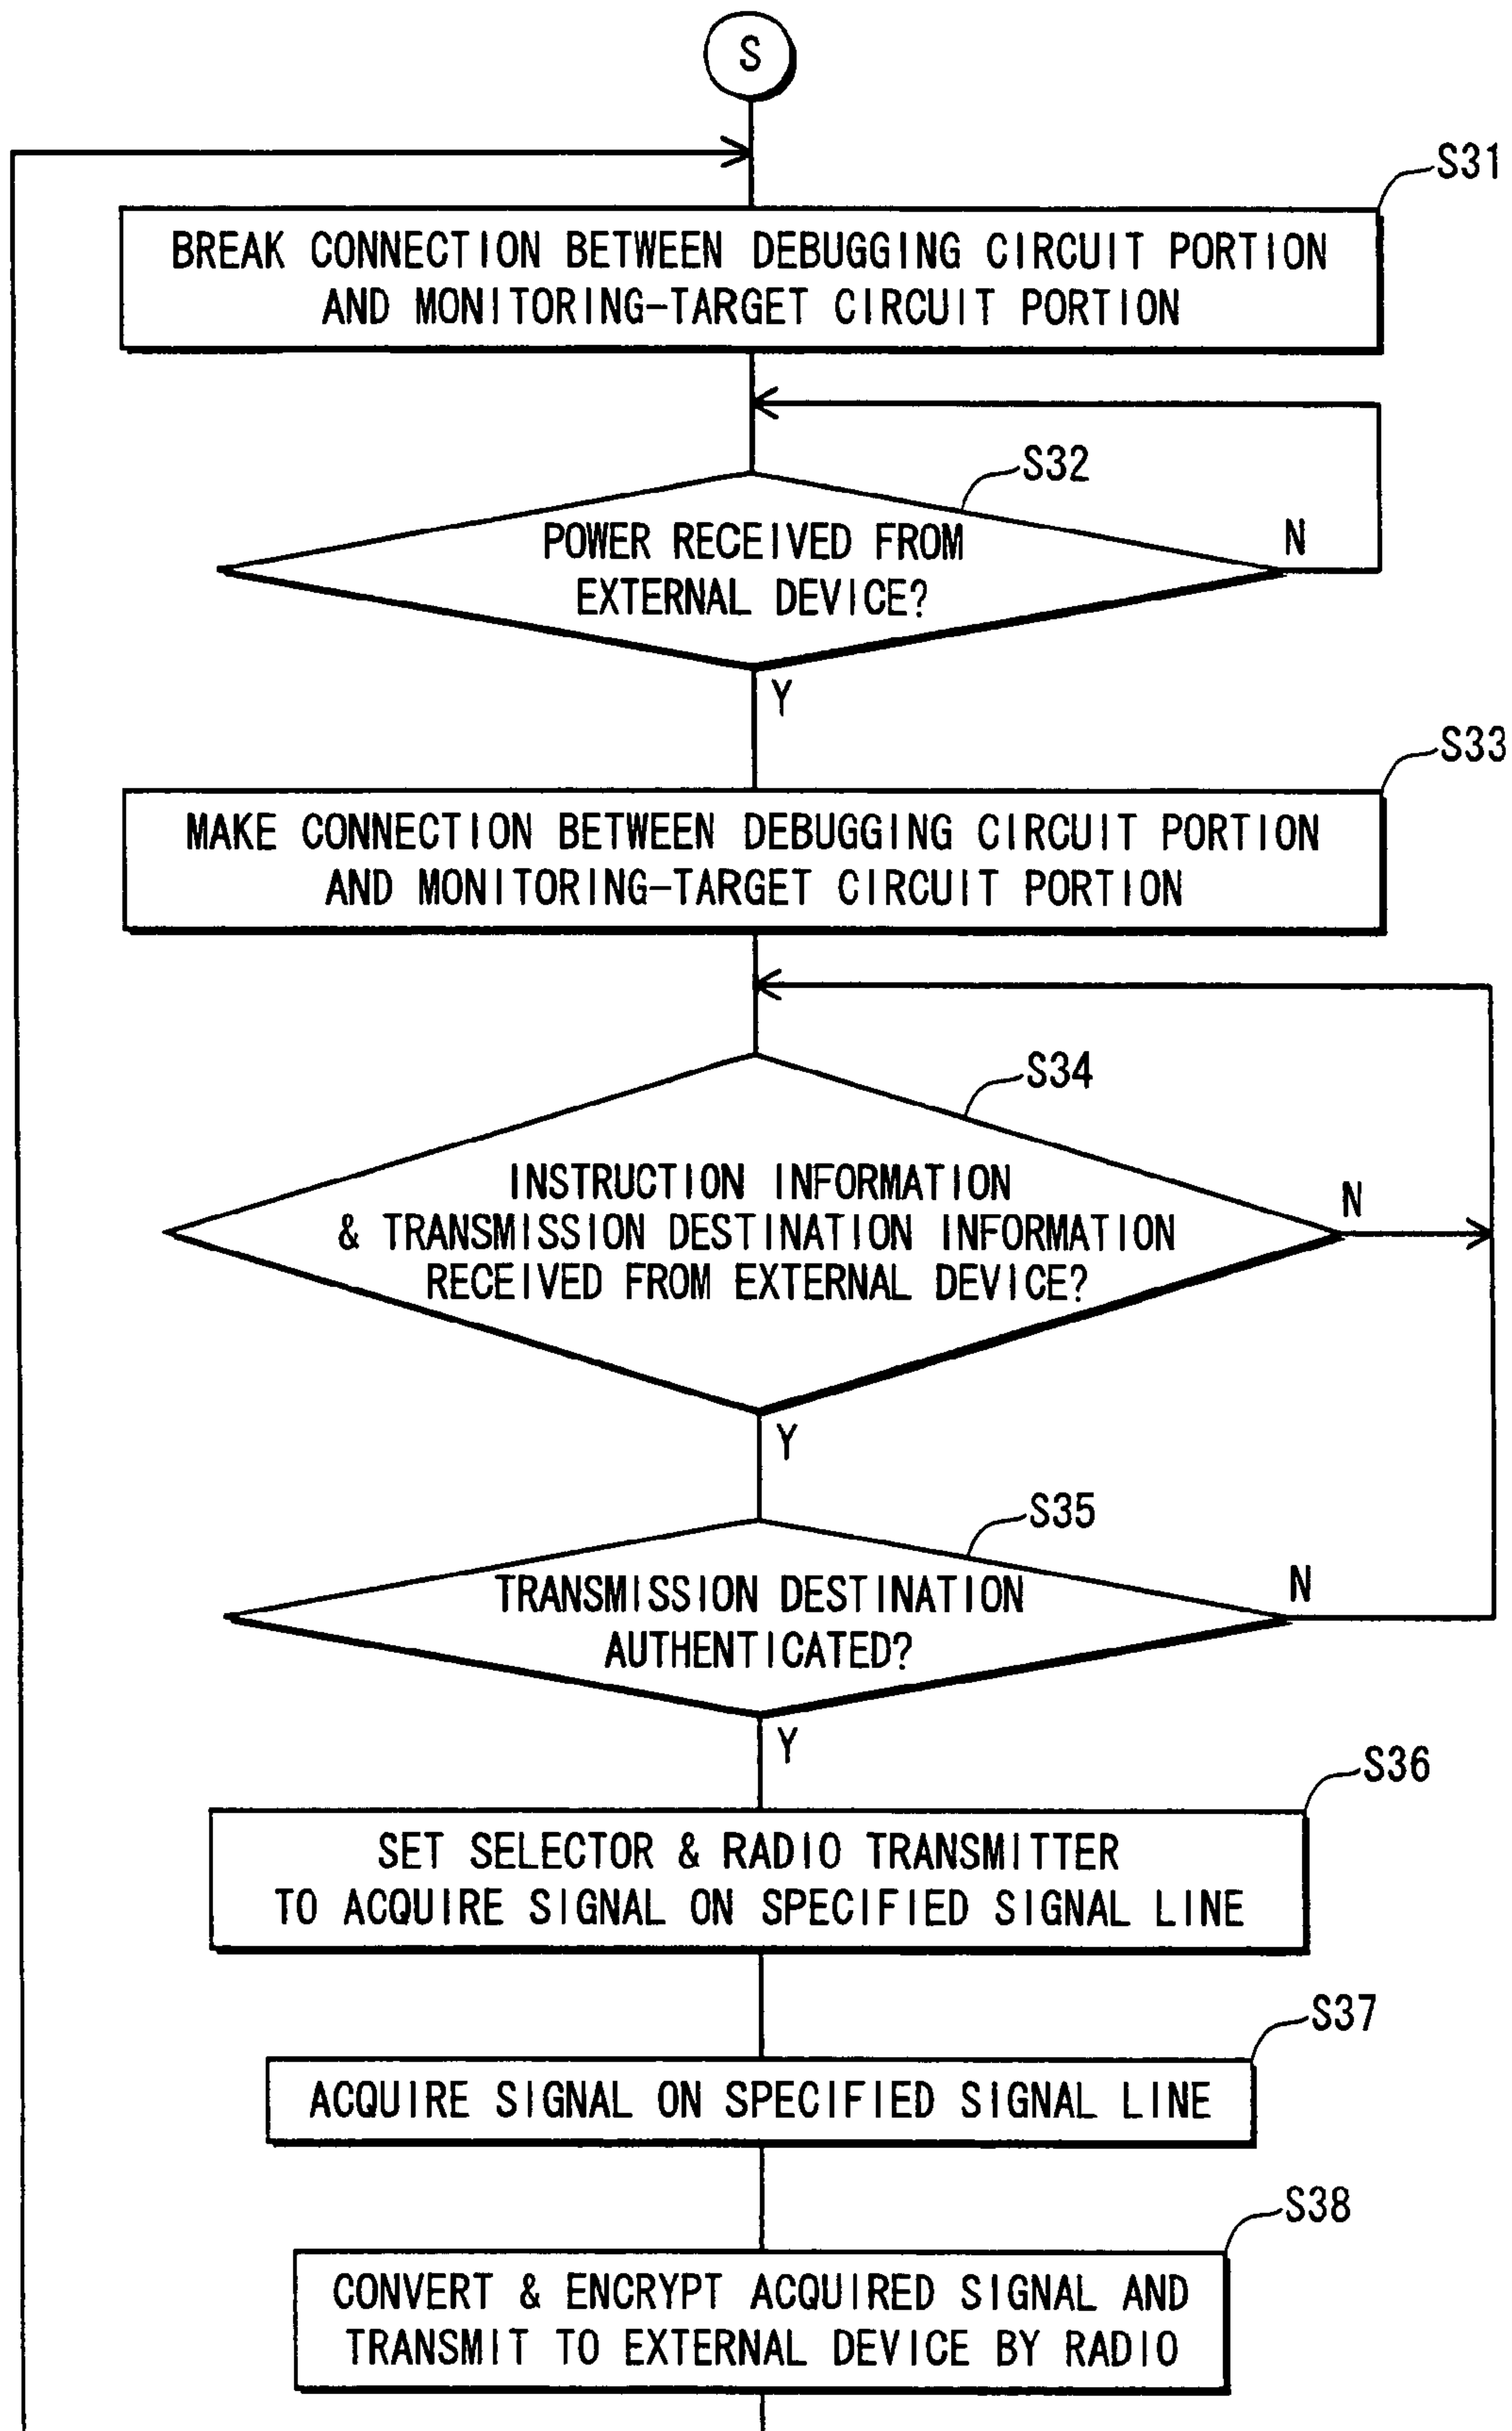 S
S31
BREAK CONNECTION BETWEEN DEBUGGING CIRCUIT PORTION
AND MONITORING-TARGET CIRCUIT PORTION
S32
POWER RECEIVED FROM
EXTERNAL DEVICE?
N
Y
S33
MAKE CONNECTION BETWEEN DEBUGGING CIRCUIT PORTION
AND MONITORING-TARGET CIRCUIT PORTION
S34
INSTRUCTION INFORMATION
& TRANSMISSION DESTINATION INFORMATION
RECEIVED FROM EXTERNAL DEVICE?
N
Y
S35
TRANSMISSION DESTINATION
AUTHENTICATED?
N
Y
S36
SET SELECTOR & RADIO TRANSMITTER
TO ACQUIRE SIGNAL ON SPECIFIED SIGNAL LINE
S37
ACQUIRE SIGNAL ON SPECIFIED SIGNAL LINE
S38
CONVERT & ENCRYPT ACQUIRED SIGNAL AND
TRANSMIT TO EXTERNAL DEVICE BY RADIO